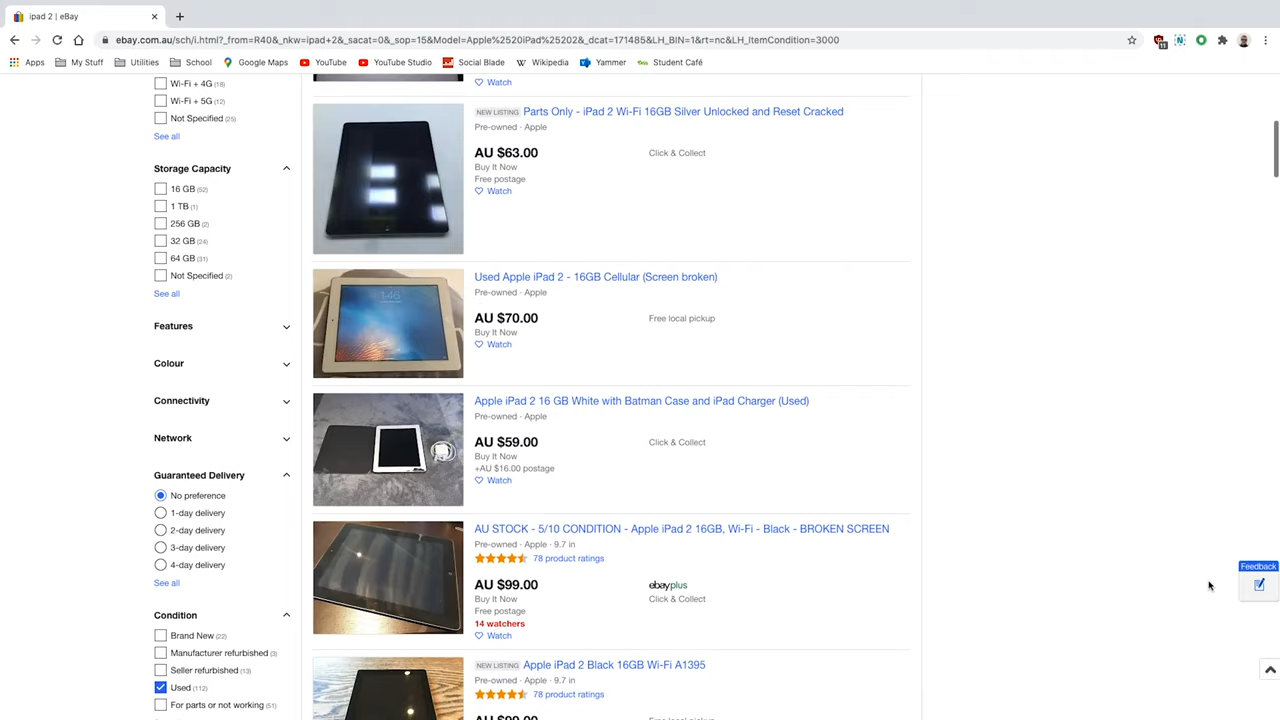 ipad 2 | eBay
ebay.com.au/sch/i.html?_from=R40&_nkw=ipad+2&_sacat=0&_sop=15&Model=Apple%2520iPad%25202&_dcat=171485&LH_BIN=1&rt=nc&LH_ItemCondition=3000
11
Apps My Stuff Utilities School Google Maps YouTube YouTube Studio Social Blade Wikipedia Yammer Student Café
Wi-Fi + 4G (18)
Wi-Fi + 5G (12)
Not Specified (25)
See all
Storage Capacity
16 GB (52)
1 TB (1)
256 GB (2)
32 GB (24)
64 GB (31)
Not Specified (2)
See all
Features
Colour
Connectivity
Network
Guaranteed Delivery
No preference
1-day delivery
2-day delivery
3-day delivery
4-day delivery
See all
Condition
Brand New (22)
Manufacturer refurbished (3)
Seller refurbished (13)
Used (112)
For parts or not working (51)
Watch
NEW LISTING Parts Only - iPad 2 Wi-Fi 16GB Silver Unlocked and Reset Cracked
Pre-owned · Apple
AU $63.00 Click & Collect
Buy It Now
Free postage
Watch
1:46
Used Apple iPad 2 - 16GB Cellular (Screen broken)
Pre-owned · Apple
AU $70.00 Free local pickup
Buy It Now
Watch
Apple iPad 2 16 GB White with Batman Case and iPad Charger (Used)
Pre-owned · Apple
AU $59.00 Click & Collect
Buy It Now
+AU $16.00 postage
Watch
AU STOCK - 5/10 CONDITION - Apple iPad 2 16GB, Wi-Fi - Black - BROKEN SCREEN
Pre-owned · Apple · 9.7 in
78 product ratings
AU $99.00 ebayplus
Buy It Now Click & Collect
Free postage
14 watchers
Watch
NEW LISTING Apple iPad 2 Black 16GB Wi-Fi A1395
Pre-owned · Apple · 9.7 in
78 product ratings
AU $99.00 Free local pickup
Feedback